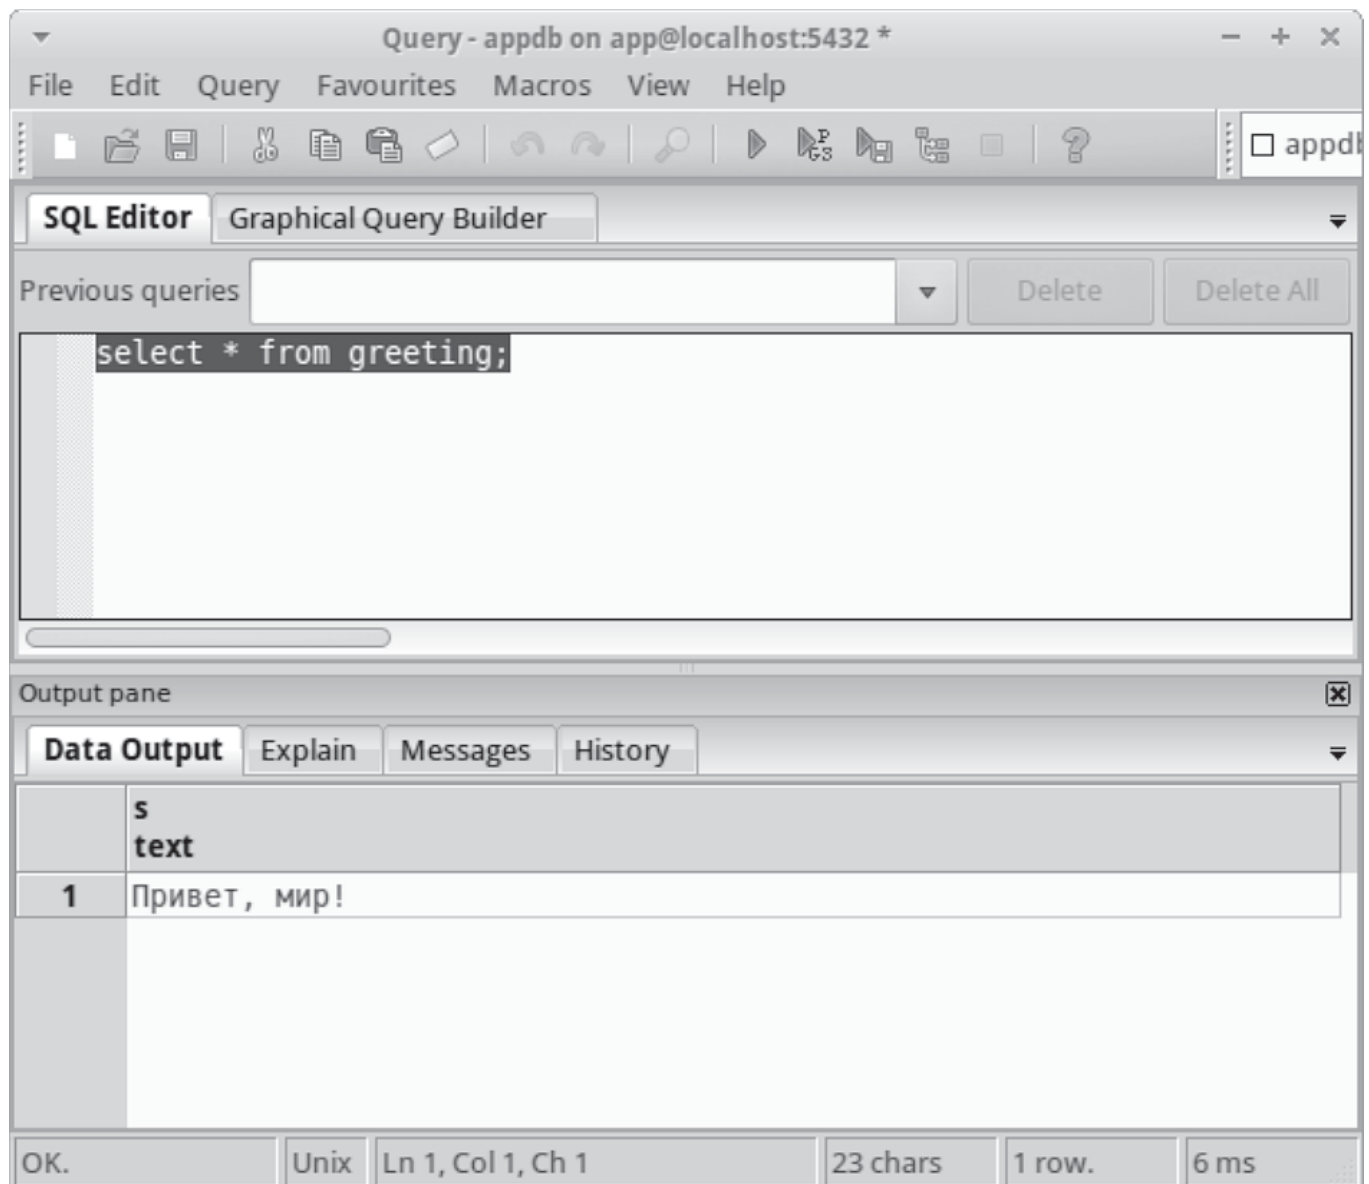 Query - appdb on app@localhost:5432 *
File Edit Query Favourites Macros View Help
SQL Editor Graphical Query Builder
Previous queries Delete Delete All
select * from greeting;
Output pane
Data Output Explain Messages History
s
text
1 Привет, мир!
OK. Unix Ln 1, Col 1, Ch 1 23 chars 1 row. 6 ms